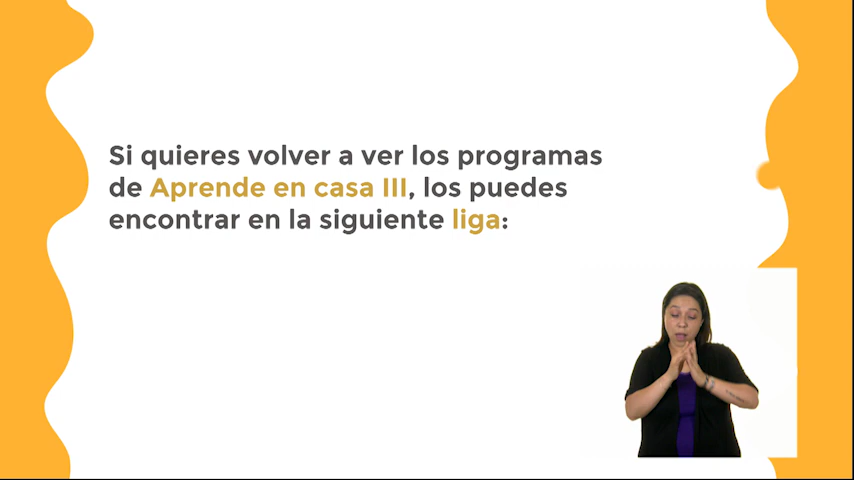 Si quieres volver a ver los programas
de Aprende en casa III, los puedes
encontrar en la siguiente liga: